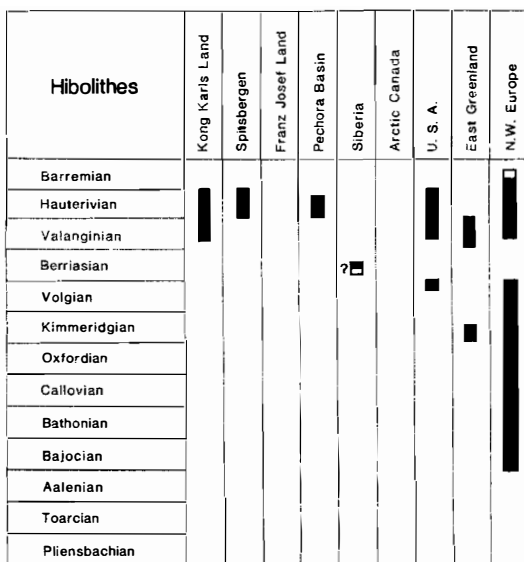 Hibolithes
Kong Karls Land
Spitsbergen
Franz Josef Land
Pechora Basin
Siberia
Arctic Canada
U. S. A.
East Greenland
N.W. Europe
Barremian
Hauterivian
Valanginian
Berriasian
?
Volgian
Kimmeridgian
Oxfordian
Callovian
Bathonian
Bajocian
Aalenian
Toarcian
Pliensbachian